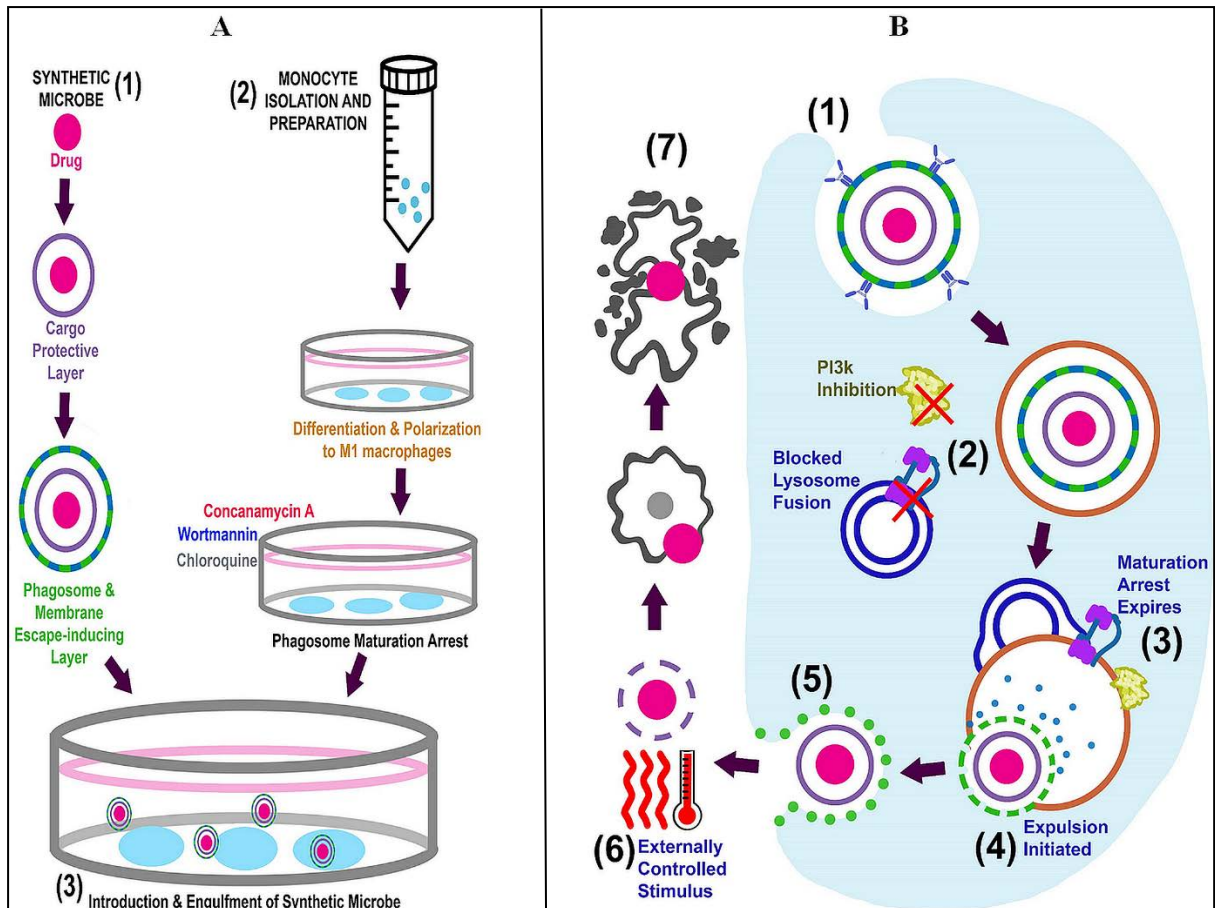 A
SYNTHETIC
MICROBE
(1)
Drug
Cargo
Protective
Layer
Phagosome &
Membrane
Escape-inducing
Layer
(2)
MONOCYTE
ISOLATION AND
PREPARATION
Differentiation & Polarization
to M1 macrophages
Concanamycin A
Wortmannin
Chloroquine
Phagosome Maturation Arrest
(3) Introduction & Engulfment of Synthetic Microbe
B
(1)
PI3k
Inhibition
(2)
Blocked
Lysosome
Fusion
Maturation
Arrest
Expires
(3)
(4)
Expulsion
Initiated
(5)
(6)
Externally
Controlled
Stimulus
(7)